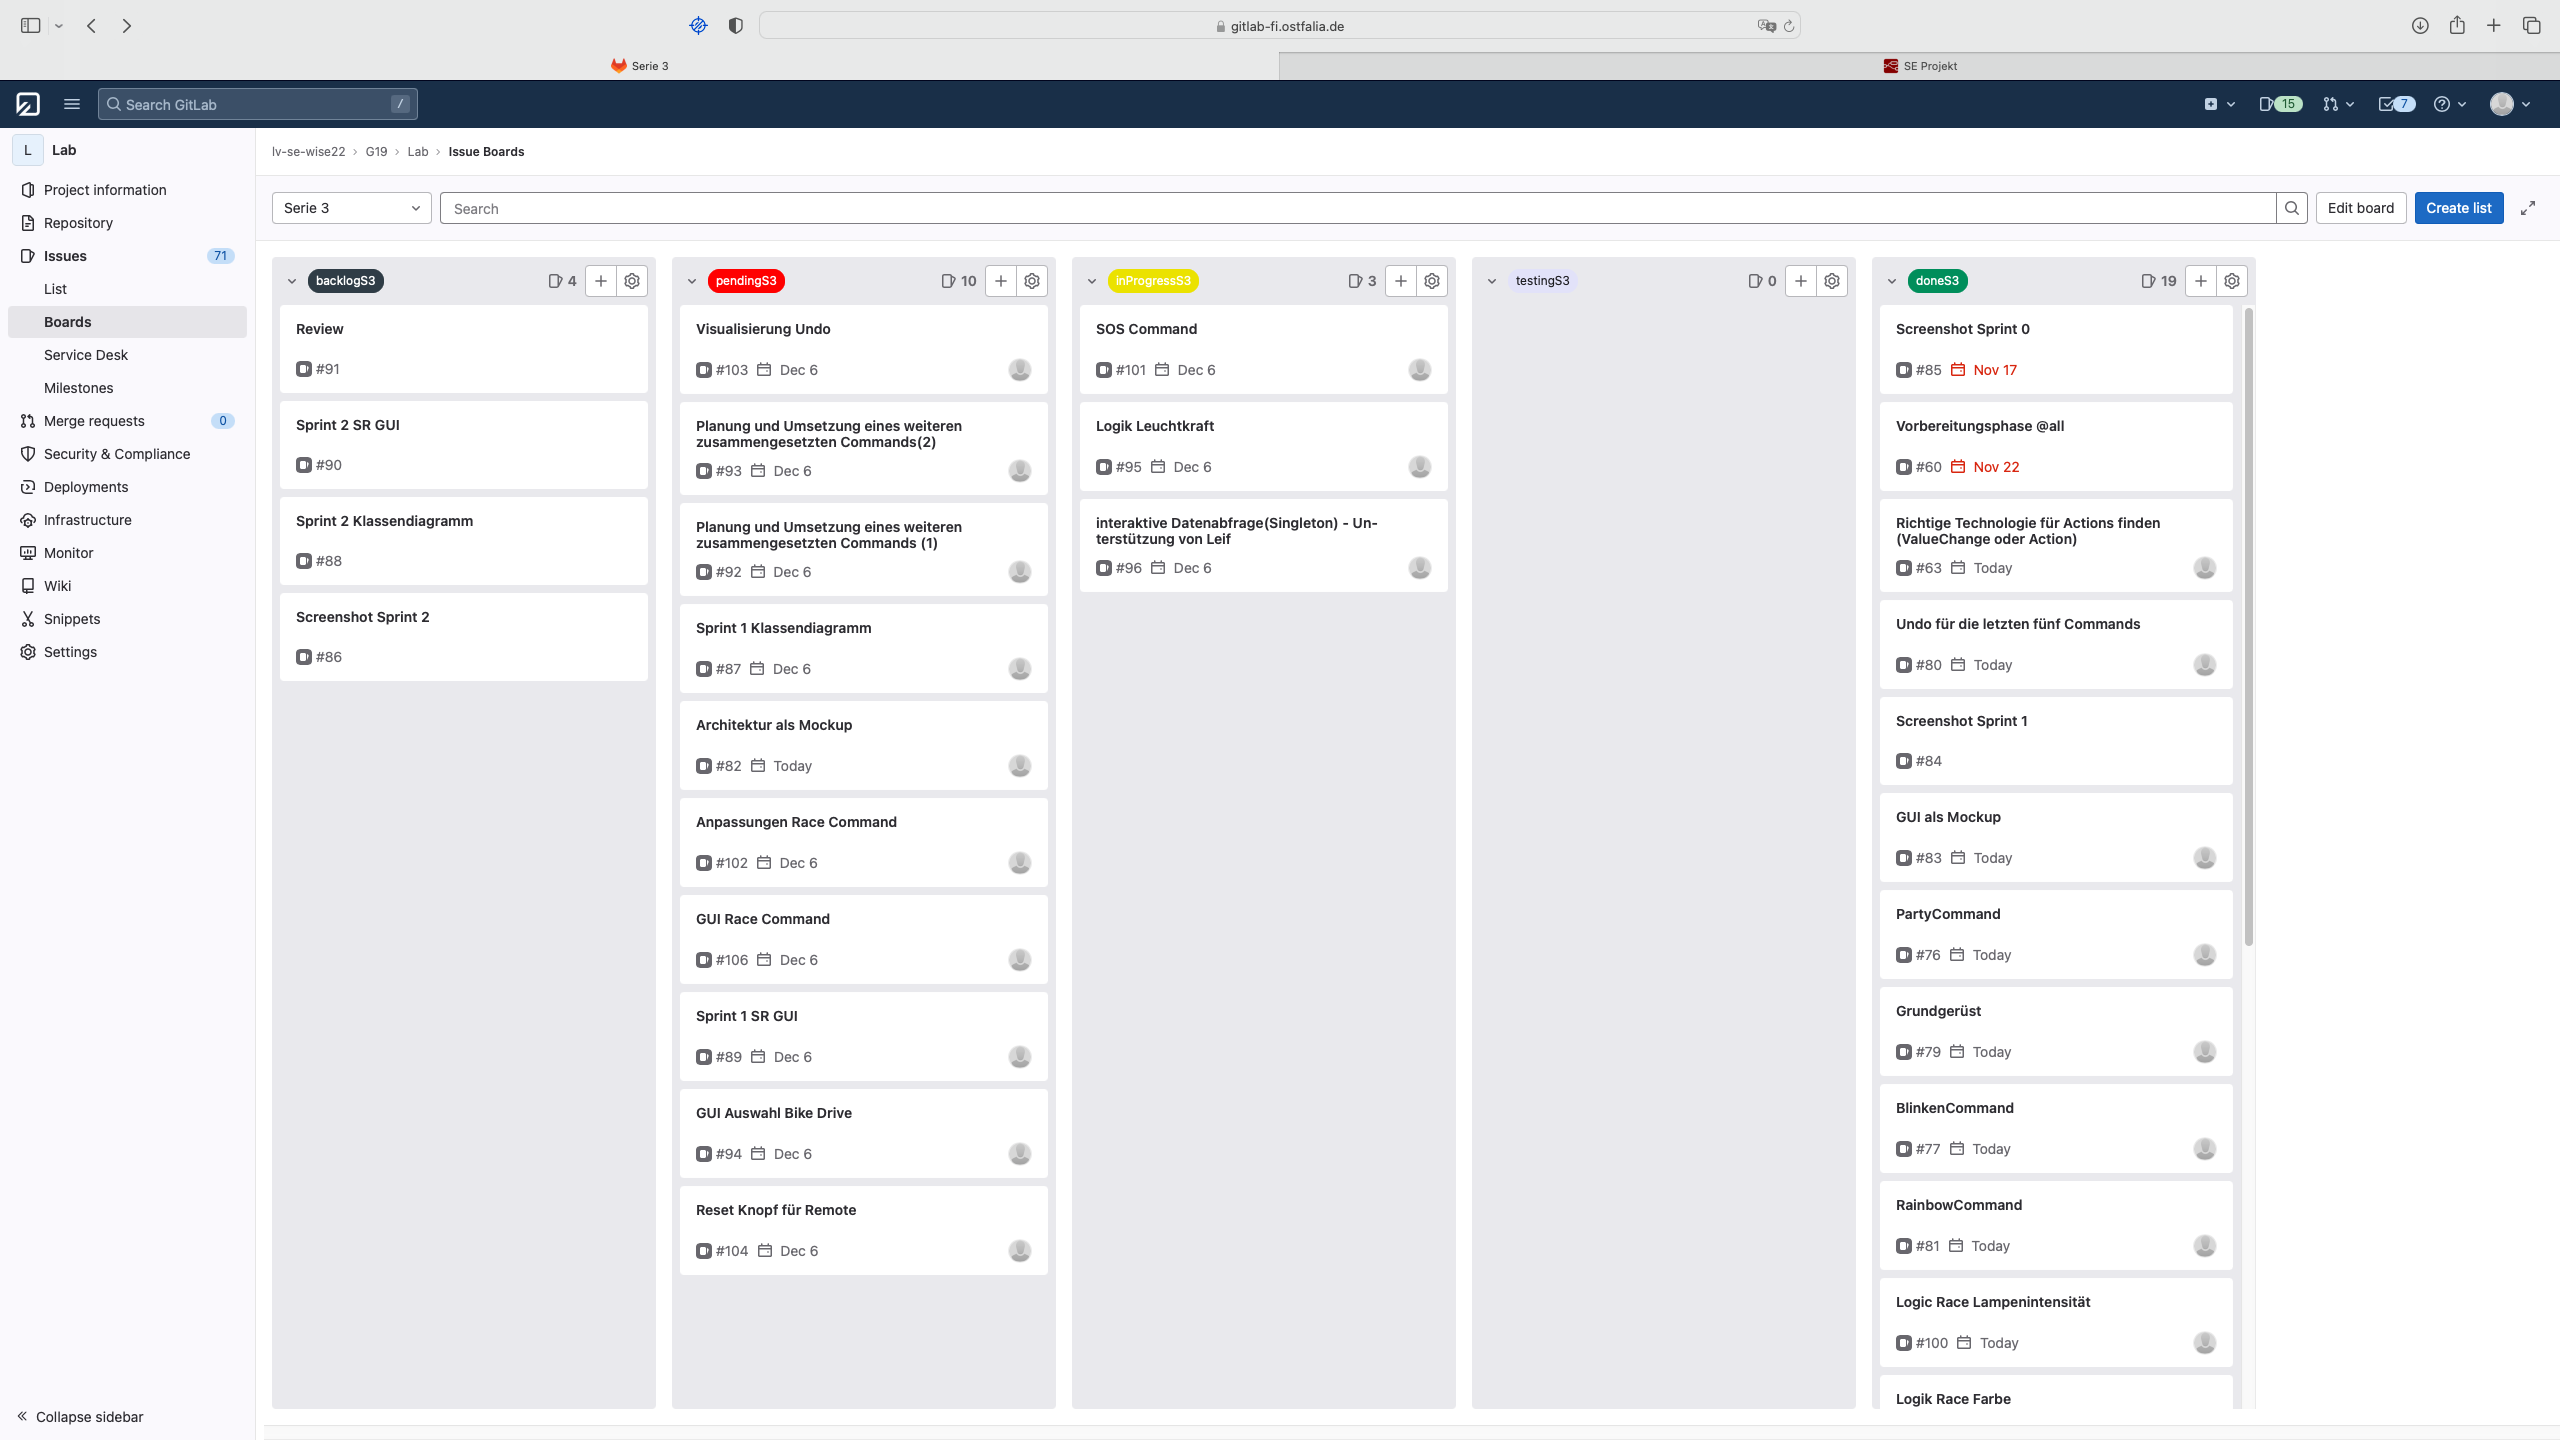 gitlab-fi.ostfalia.de
Serie 3
SE Projekt
Search GitLab
/
15
7
L
Lab
Project information
Repository
Issues
71
List
Boards
Service Desk
Milestones
Merge requests
0
Security & Compliance
Deployments
Infrastructure
Monitor
Wiki
Snippets
Settings
Collapse sidebar
lv-se-wise22 › G19 › Lab › Issue Boards
Serie 3
Search
Edit board
Create list
backlogS3
4
Review
#91
Sprint 2 SR GUI
#90
Sprint 2 Klassendiagramm
#88
Screenshot Sprint 2
#86
pendingS3
10
Visualisierung Undo
#103 Dec 6
Planung und Umsetzung eines weiteren
zusammengesetzten Commands(2)
#93 Dec 6
Planung und Umsetzung eines weiteren
zusammengesetzten Commands (1)
#92 Dec 6
Sprint 1 Klassendiagramm
#87 Dec 6
Architektur als Mockup
#82 Today
Anpassungen Race Command
#102 Dec 6
GUI Race Command
#106 Dec 6
Sprint 1 SR GUI
#89 Dec 6
GUI Auswahl Bike Drive
#94 Dec 6
Reset Knopf für Remote
#104 Dec 6
inProgressS3
3
SOS Command
#101 Dec 6
Logik Leuchtkraft
#95 Dec 6
interaktive Datenabfrage(Singleton) - Un-
terstützung von Leif
#96 Dec 6
testingS3
0
doneS3
19
Screenshot Sprint 0
#85 Nov 17
Vorbereitungsphase @all
#60 Nov 22
Richtige Technologie für Actions finden
(ValueChange oder Action)
#63 Today
Undo für die letzten fünf Commands
#80 Today
Screenshot Sprint 1
#84
GUI als Mockup
#83 Today
PartyCommand
#76 Today
Grundgerüst
#79 Today
BlinkenCommand
#77 Today
RainbowCommand
#81 Today
Logic Race Lampenintensität
#100 Today
Logik Race Farbe